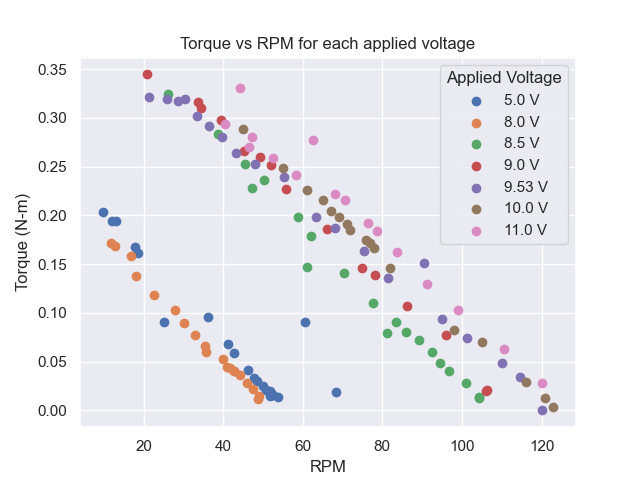 Torque vs RPM for each applied voltage
Torque (N-m)
0.35
0.30
0.25
0.20
0.15
0.10
0.05
0.00
20 40 60 80 100 120
RPM
Applied Voltage
5.0 V
8.0 V
8.5 V
9.0 V
9.53 V
10.0 V
11.0 V